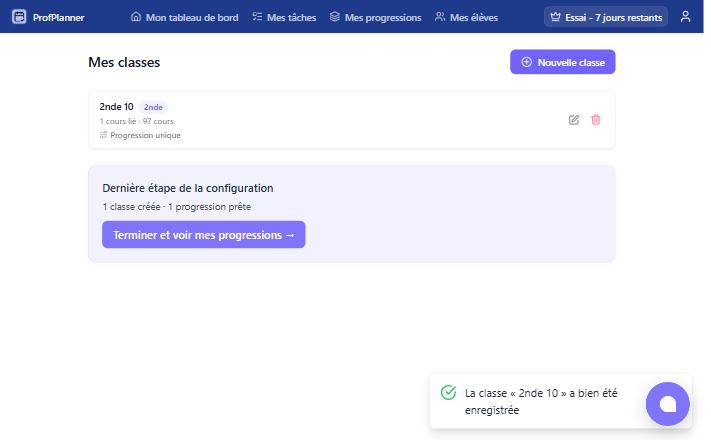 ProfPlanner
Mon tableau de bord
Mes tâches
Mes progressions
Mes élèves
Essai - 7 jours restants
Mes classes
Nouvelle classe
2nde 10 2nde
1 cours lié · 97 cours
Progression unique
Dernière étape de la configuration
1 classe créée · 1 progression prête
Terminer et voir mes progressions →
La classe « 2nde 10 » a bien été
enregistrée